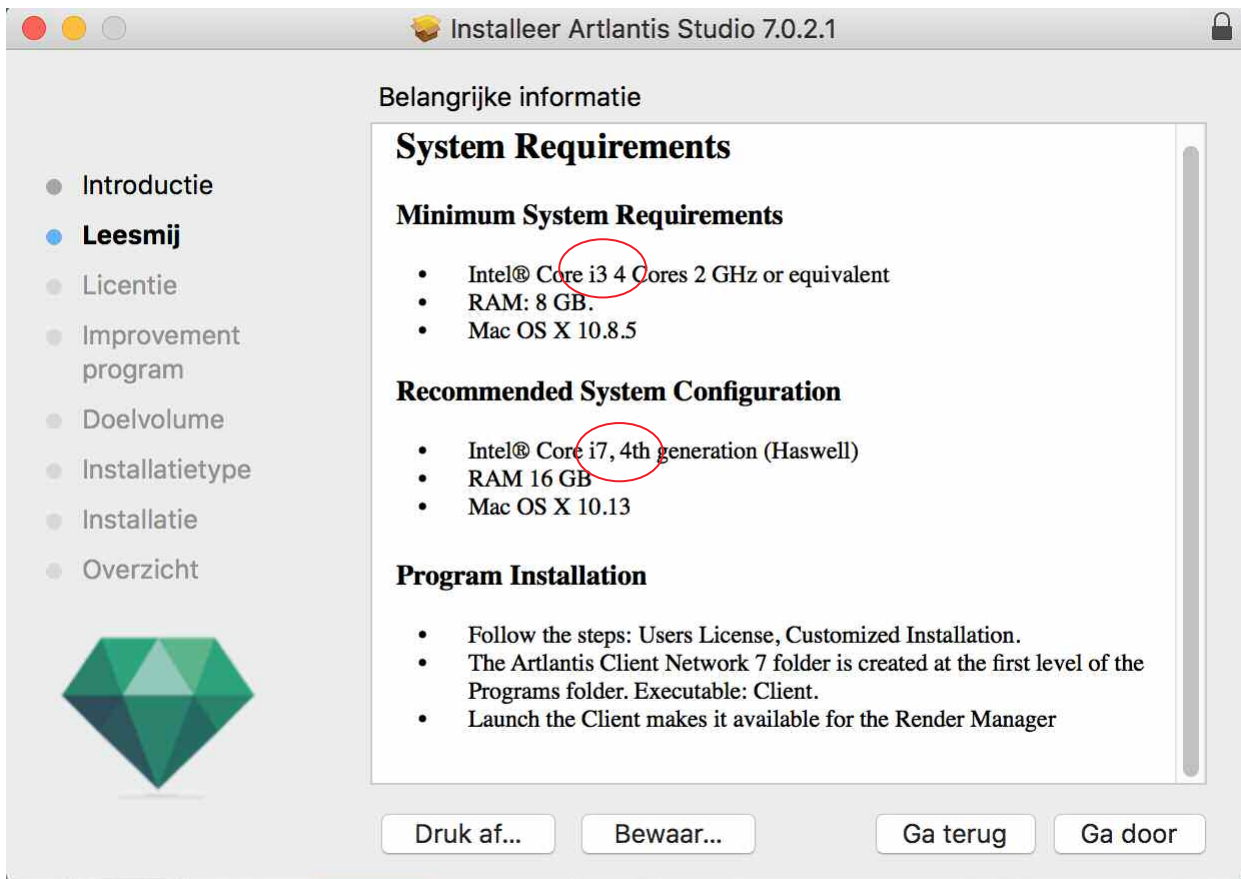 Installeer Artlantis Studio 7.0.2.1
Belangrijke informatie
Introductie
Leesmij
Licentie
Improvement
program
Doelvolume
Installatietype
Installatie
Overzicht
System Requirements
Minimum System Requirements
• Intel® Core i3 4 Cores 2 GHz or equivalent
• RAM: 8 GB.
• Mac OS X 10.8.5
Recommended System Configuration
• Intel® Core i7, 4th generation (Haswell)
• RAM 16 GB
• Mac OS X 10.13
Program Installation
• Follow the steps: Users License, Customized Installation.
• The Artlantis Client Network 7 folder is created at the first level of the
Programs folder. Executable: Client.
• Launch the Client makes it available for the Render Manager
Druk af...
Bewaar...
Ga terug
Ga door